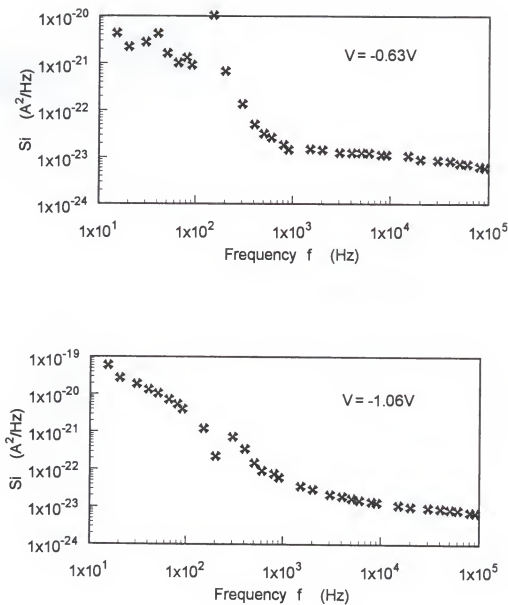 1x10^-20
1x10^-21
1x10^-22
1x10^-23
1x10^-24
Si (A^2/Hz)
V = -0.63V
1x10^1 1x10^2 1x10^3 1x10^4 1x10^5
Frequency f (Hz)
1x10^-19
1x10^-20
1x10^-21
1x10^-22
1x10^-23
1x10^-24
Si (A^2/Hz)
V = -1.06V
1x10^1 1x10^2 1x10^3 1x10^4 1x10^5
Frequency f (Hz)